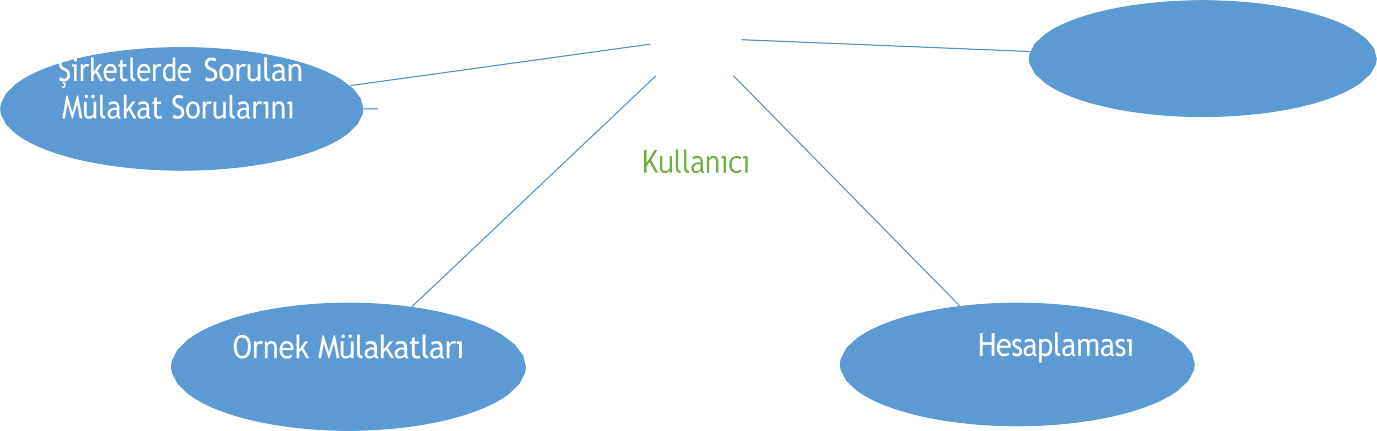 Şirketlerde Sorulan
Mülakat Sorularını
Kullanıcı
Örnek Mülakatları
Hesaplaması